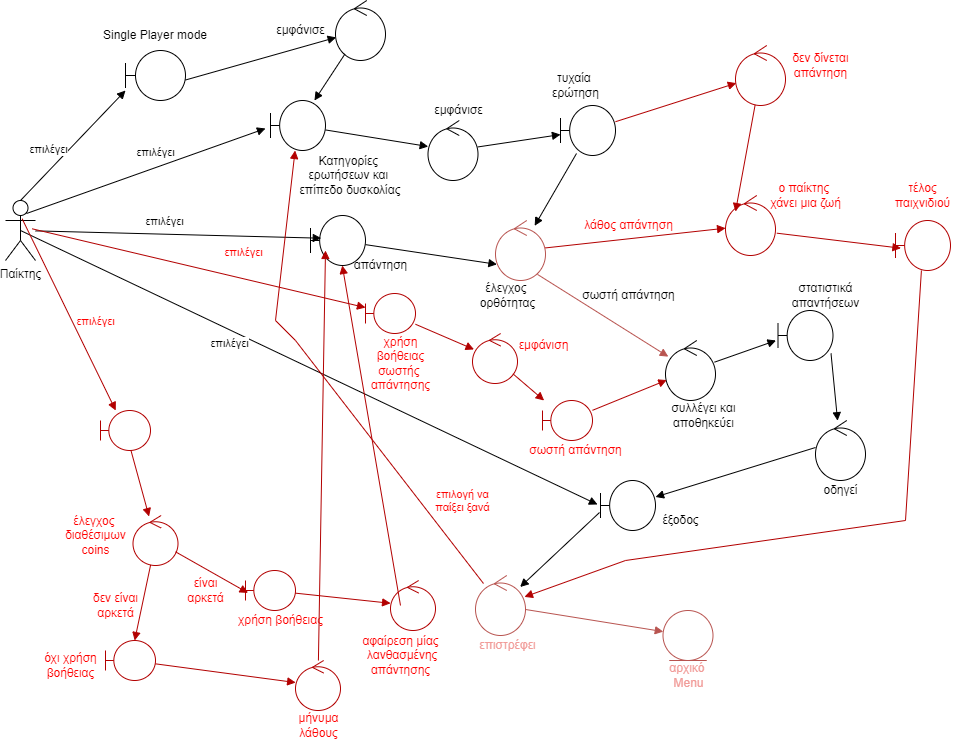 εμφάνισε
Single Player mode
δεν δίνεται
απάντηση
τυχαία
ερώτηση
εμφάνισε
επιλέγει
επιλέγει
Κατηγορίες
ερωτήσεων και
επίπεδο δυσκολίας
ο παίκτης
χάνει μια ζωή
τέλος
παιχνιδιού
επιλέγει
λάθος απάντηση
επιλέγει
απάντηση
Παίκτης
έλεγχος
ορθότητας
σωστή απάντηση
στατιστικά
απαντήσεων
επιλέγει
επιλέγει
χρήση
βοήθειας
σωστής
απάντησης
εμφάνιση
συλλέγει και
αποθηκεύει
σωστή απάντηση
οδηγεί
επιλογή να
παίξει ξανά
έξοδος
έλεγχος
διαθέσιμων
coins
είναι
αρκετά
δεν είναι
αρκετά
χρήση βοήθειας
αφαίρεση μίας
λανθασμένης
απάντησης
επιστρέφει
όχι χρήση
βοήθειας
αρχικό
Menu
μήνυμα
λάθους